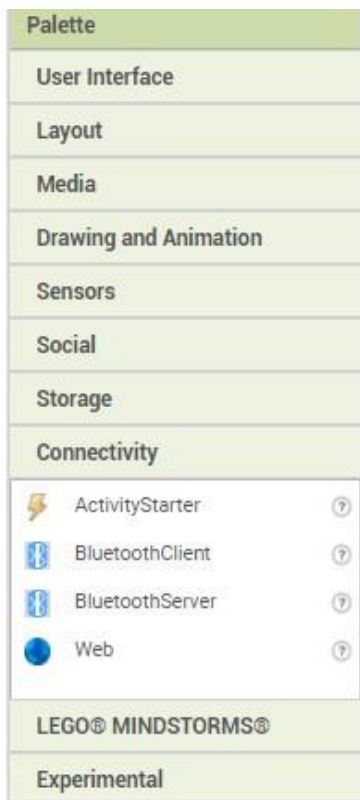 Palette
User Interface
Layout
Media
Drawing and Animation
Sensors
Social
Storage
Connectivity
ActivityStarter ?
BluetoothClient ?
BluetoothServer ?
Web ?
LEGO® MINDSTORMS®
Experimental